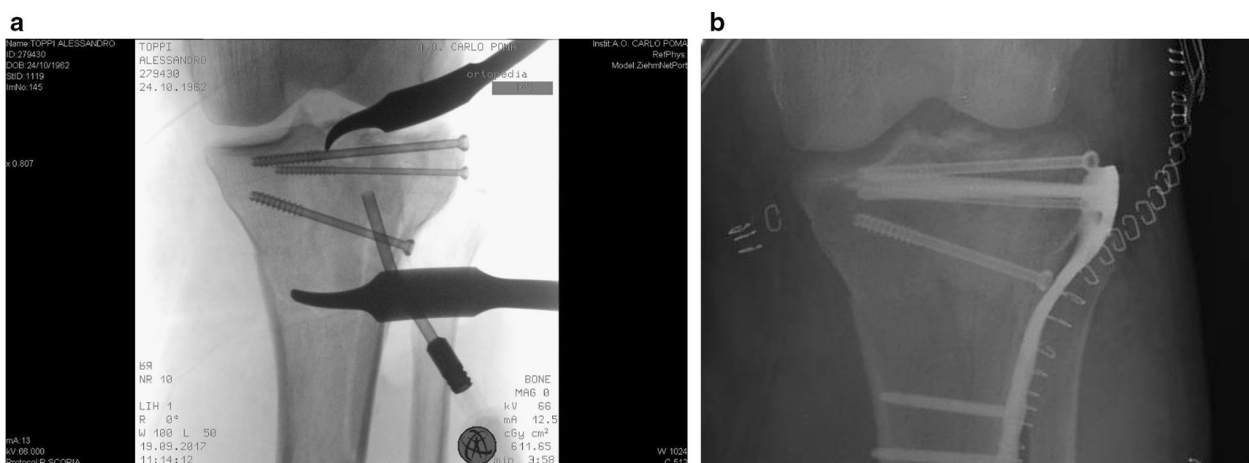 a
b
Name:TOPPI ALESSANDRO
ID:279430
DOB:24/10/1962
StID:1119
ImNo:145
x 0.807
mA:13
kV:66.000
TOPPI
ALESSANDRO
279430
24.10.1962
A.O. CARLO POMA
ortopedia
NR 10
LIH 1
R 0°
W 100 L 50
19.09.2017
11:14:12
BONE
MAG 0
kV 66
mA 12.5
cGy cm²
611.65
min 3:58
Instit:A.O. CARLO POMA
RefPhys:
Model:ZiehmNetPort
W 1024
C 512